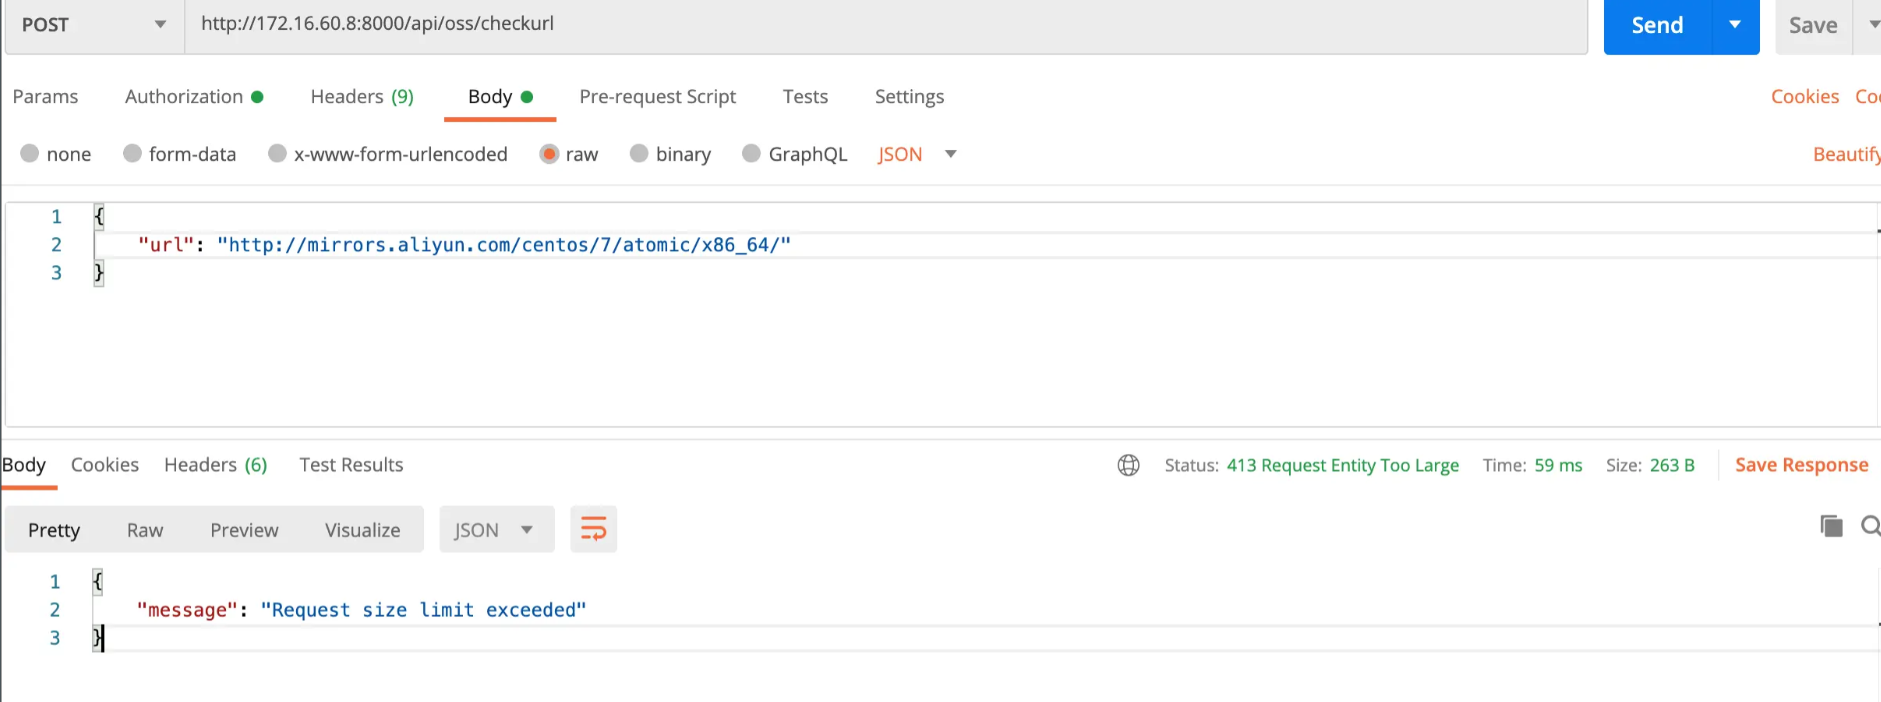 POST http://172.16.60.8:8000/api/oss/checkurl Send Save
Params Authorization Headers (9) Body Pre-request Script Tests Settings Cookies
none form-data x-www-form-urlencoded raw binary GraphQL JSON Beautify
1 {
2 "url": "http://mirrors.aliyun.com/centos/7/atomic/x86_64/"
3 }
Body Cookies Headers (6) Test Results Status: 413 Request Entity Too Large Time: 59 ms Size: 263 B Save Response
Pretty Raw Preview Visualize JSON
1 {
2 "message": "Request size limit exceeded"
3 }